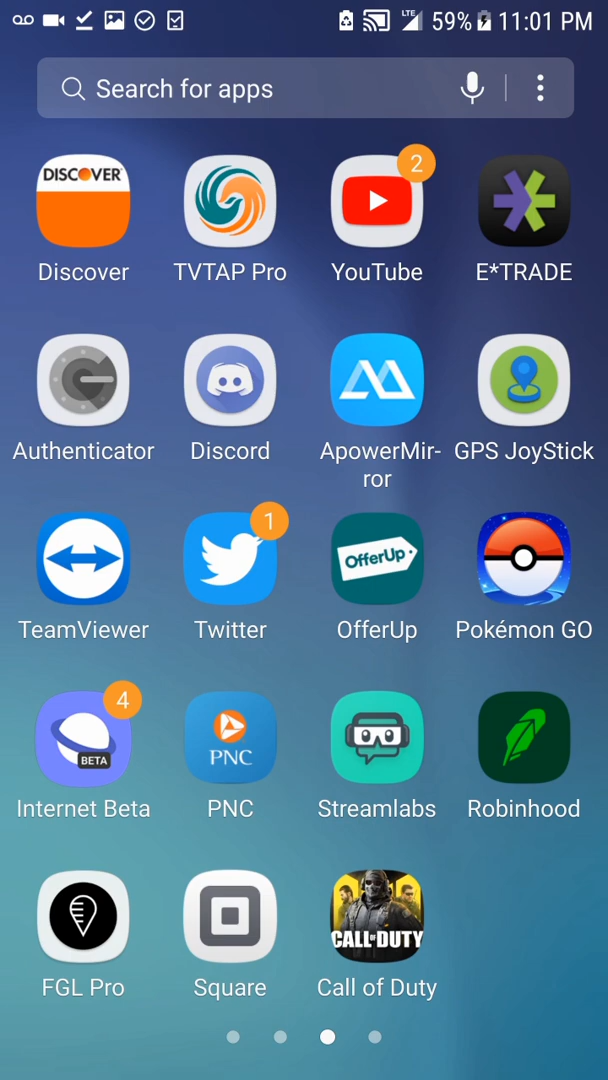 LTE 59% 11:01 PM
Search for apps
2
DISCOVER
Discover TVTAP Pro YouTube E*TRADE
Authenticator Discord ApowerMir- GPS JoyStick
ror
1
OfferUp
TeamViewer Twitter OfferUp Pokémon GO
4
BETA PNC
Internet Beta PNC Streamlabs Robinhood
CALL OF DUTY
FGL Pro Square Call of Duty